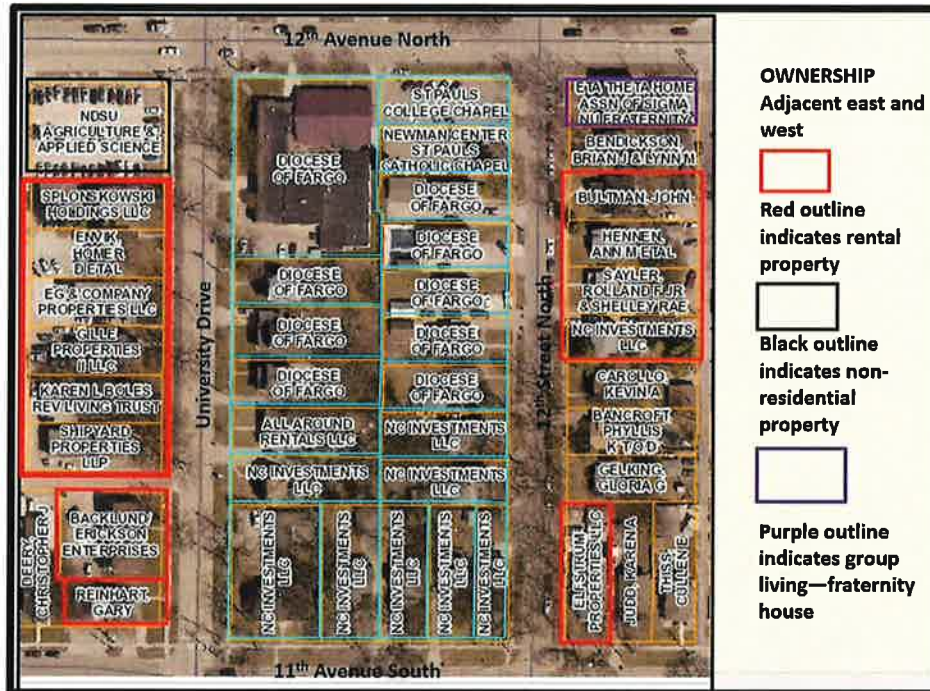 12th Avenue North
NDSU
AGRICULTURE &
APPLIED SCIENCE
SPLONSKOWSKI
HOLDINGS LLC
ENVIK,
HOMER
D ETAL
EG & COMPANY
PROPERTIES LLC
GILLE
PROPERTIES
II LLC
KAREN L BOLES
REV LIVING TRUST
SHIPYARD
PROPERTIES
LLP
DEERY,
CHRISTOPHER J
BACKLUND/
ERICKSON
ENTERPRISES
REINHART,
GARY
University Drive
DIOCESE
OF FARGO
DIOCESE
OF FARGO
DIOCESE
OF FARGO
DIOCESE
OF FARGO
ALL AROUND
RENTALS LLC
NC INVESTMENTS
LLC
ST PAULS
COLLEGE CHAPEL
NEWMAN CENTER
ST PAULS
CATHOLIC CHAPEL
DIOCESE
OF FARGO
DIOCESE
OF FARGO
DIOCESE
OF FARGO
DIOCESE
OF FARGO
DIOCESE
OF FARGO
NC INVESTMENTS
LLC
NC INVESTMENTS
LLC
NC INVESTMENTS
LLC
NC INVESTMENTS
LLC
NC INVESTMENTS
LLC
NC INVESTMENTS
LLC
NC INVESTMENTS
LLC
12th Street North
ETA THETA HOME
ASSN OF SIGMA
NU FRATERNITY
BENDICKSON,
BRIAN J & LYNN M
BULTMAN, JOHN
HENNEN,
ANN M ETAL
SAYLER,
ROLLAND F JR
& SHELLEY RAE
NC INVESTMENTS
LLC
CAROLLO,
KEVIN A
BANCROFT,
PHYLLIS
K T O D
GELKING,
GLORIA G
PROPERTIES LLC
JUDD, KAREN A
THISS,
CULLEN E
11th Avenue South
OWNERSHIP
Adjacent east and
west
Red outline
indicates rental
property
Black outline
indicates non-
residential
property
Purple outline
indicates group
living—fraternity
house